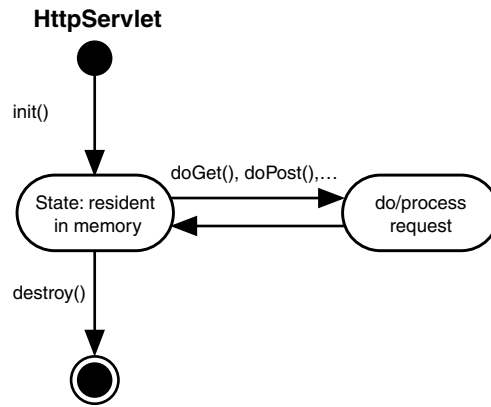 HttpServlet
init()
doGet(), doPost(),...
State: resident
in memory
do/process
request
destroy()